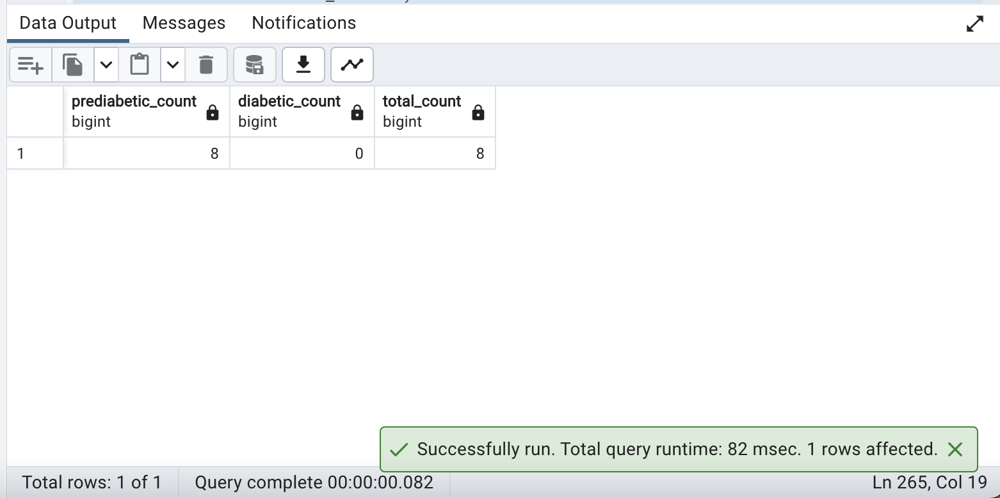 Data Output Messages Notifications
prediabetic_count diabetic_count total_count
bigint bigint bigint
1 8 0 8
Successfully run. Total query runtime: 82 msec. 1 rows affected.
Total rows: 1 of 1 Query complete 00:00:00.082 Ln 265, Col 19